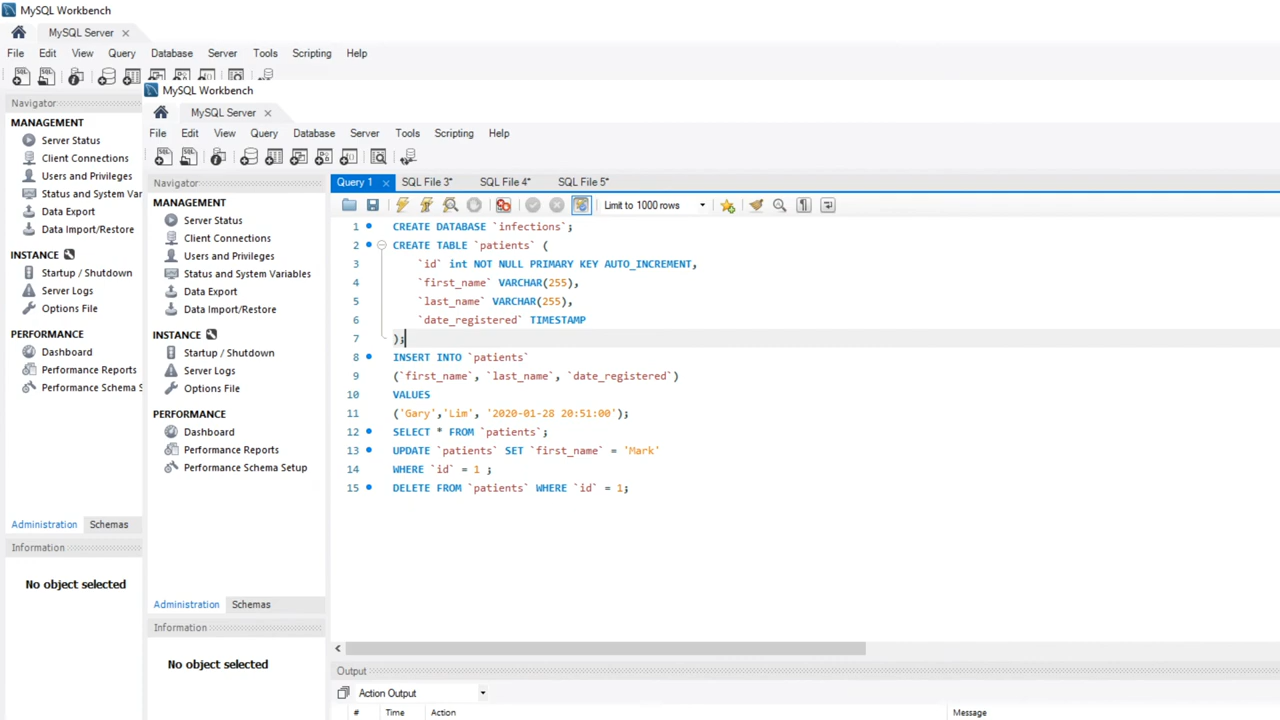 MySQL Workbench
MySQL Server
File Edit View Query Database Server Tools Scripting Help
Navigator
MANAGEMENT
Server Status
Client Connections
Users and Privileges
Status and System Var
Data Export
Data Import/Restore
INSTANCE
Startup / Shutdown
Server Logs
Options File
PERFORMANCE
Dashboard
Performance Reports
Performance Schema S
Administration Schemas
Information
No object selected
MySQL Workbench
MySQL Server
File Edit View Query Database Server Tools Scripting Help
Navigator
MANAGEMENT
Server Status
Client Connections
Users and Privileges
Status and System Variables
Data Export
Data Import/Restore
INSTANCE
Startup / Shutdown
Server Logs
Options File
PERFORMANCE
Dashboard
Performance Reports
Performance Schema Setup
Administration Schemas
Information
No object selected
Query 1 SQL File 3* SQL File 4* SQL File 5*
Limit to 1000 rows
1 CREATE DATABASE `infections`;
2 CREATE TABLE `patients` (
3 `id` int NOT NULL PRIMARY KEY AUTO_INCREMENT,
4 `first_name` VARCHAR(255),
5 `last_name` VARCHAR(255),
6 `date_registered` TIMESTAMP
7 );
8 INSERT INTO `patients`
9 (`first_name`, `last_name`, `date_registered`)
10 VALUES
11 ('Gary','Lim', '2020-01-28 20:51:00');
12 SELECT * FROM `patients`;
13 UPDATE `patients` SET `first_name` = 'Mark'
14 WHERE `id` = 1 ;
15 DELETE FROM `patients` WHERE `id` = 1;
Output
Action Output
# Time Action Message